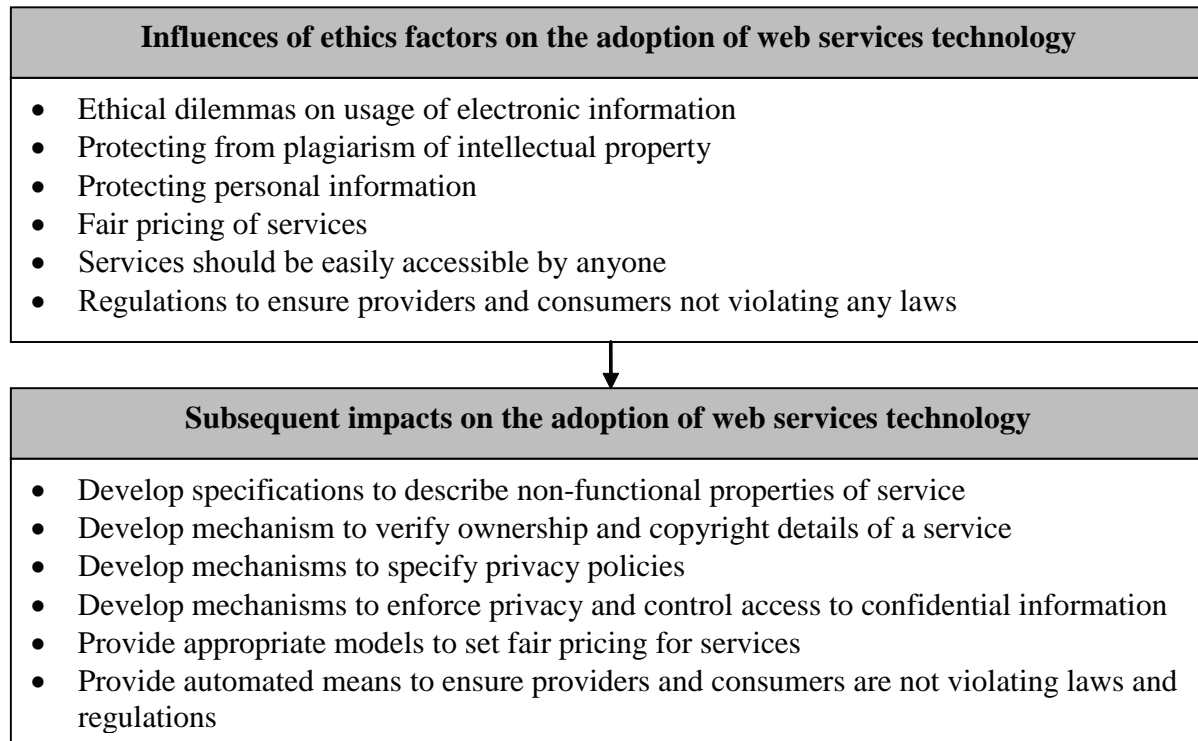 Influences of ethics factors on the adoption of web services technology
• Ethical dilemmas on usage of electronic information
• Protecting from plagiarism of intellectual property
• Protecting personal information
• Fair pricing of services
• Services should be easily accessible by anyone
• Regulations to ensure providers and consumers not violating any laws
Subsequent impacts on the adoption of web services technology
• Develop specifications to describe non-functional properties of service
• Develop mechanism to verify ownership and copyright details of a service
• Develop mechanisms to specify privacy policies
• Develop mechanisms to enforce privacy and control access to confidential information
• Provide appropriate models to set fair pricing for services
• Provide automated means to ensure providers and consumers are not violating laws and
regulations